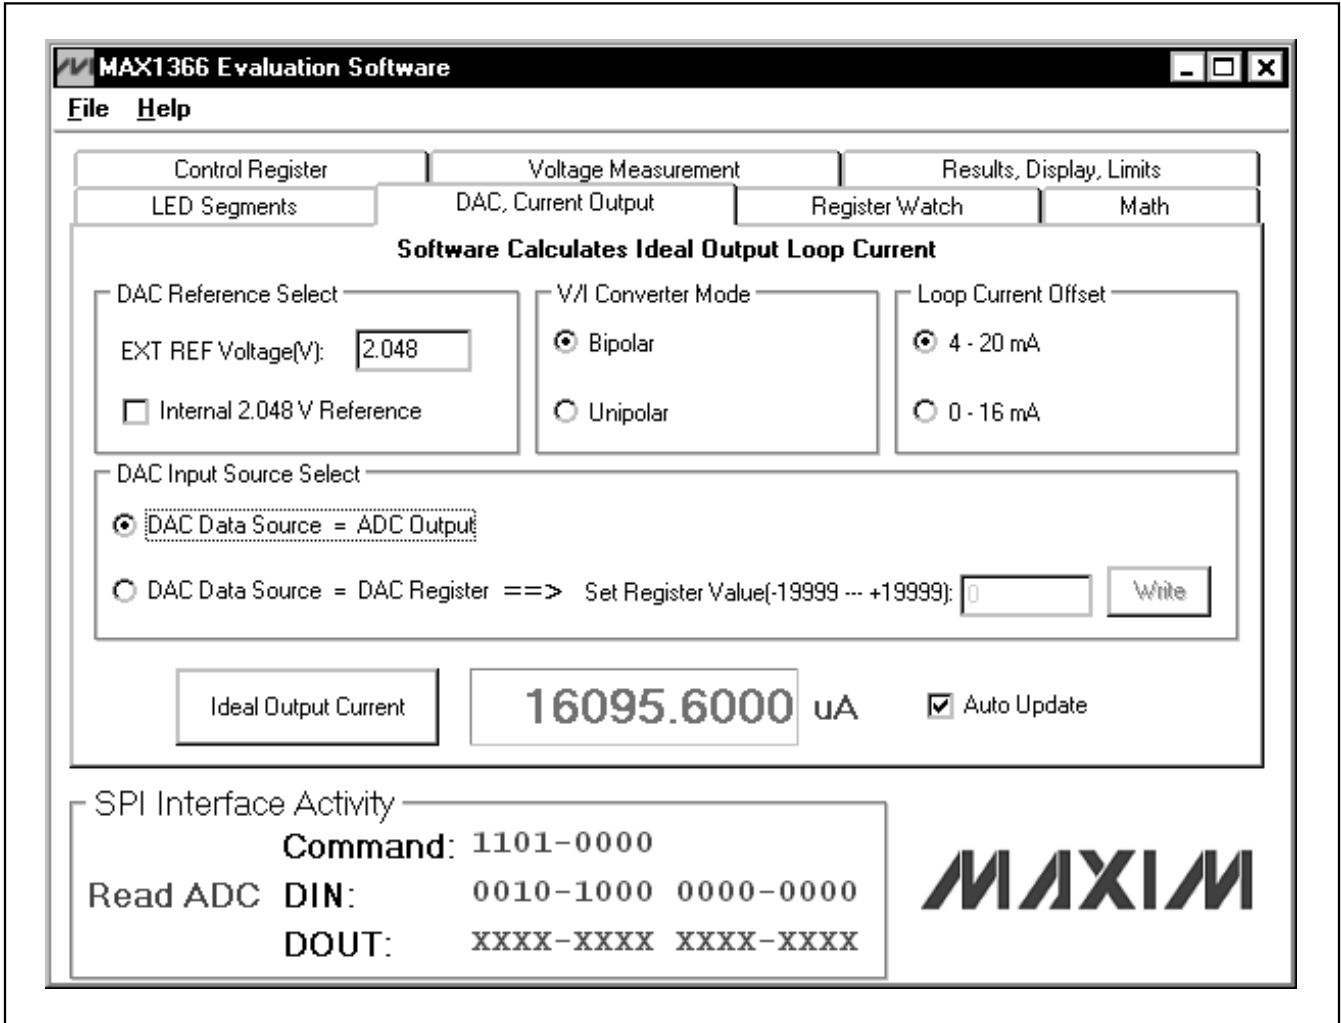 MAX1366 Evaluation Software
File Help
Control Register Voltage Measurement Results, Display, Limits
LED Segments DAC, Current Output Register Watch Math
Software Calculates Ideal Output Loop Current
DAC Reference Select V/I Converter Mode Loop Current Offset
EXT REF Voltage(V): 2.048 Bipolar 4 - 20 mA
Internal 2.048 V Reference Unipolar 0 - 16 mA
DAC Input Source Select
DAC Data Source = ADC Output
DAC Data Source = DAC Register ==> Set Register Value(-19999 --- +19999): 0 Write
Ideal Output Current 16095.6000 uA Auto Update
SPI Interface Activity
Command: 1101-0000
Read ADC DIN: 0010-1000 0000-0000
DOUT: XXXX-XXXX XXXX-XXXX
MAXIM